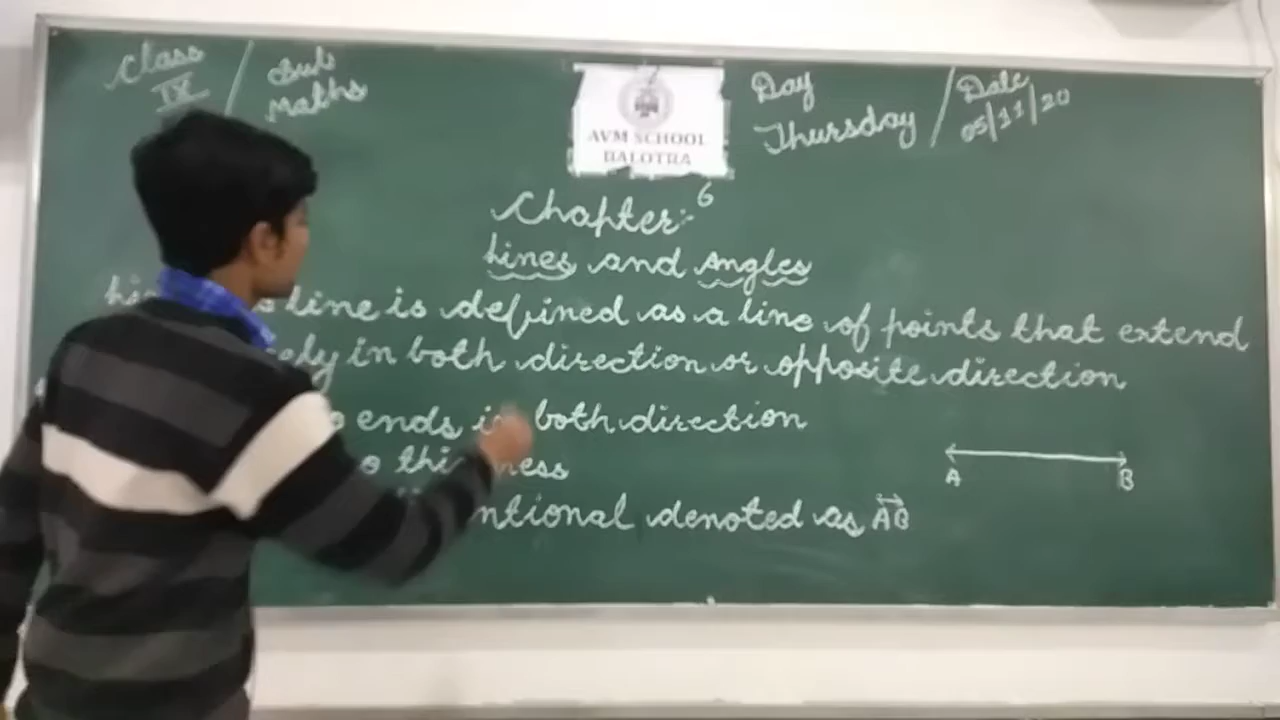 Class
IX
Sub
Maths
AVM SCHOOL
BALOTRA
Day
Thursday
Date
05/11/20
Chapter:- 6
Lines and Angles
line is defined as a line of points that extend
in both direction or opposite direction
ends in both direction
denoted as AB
A
B